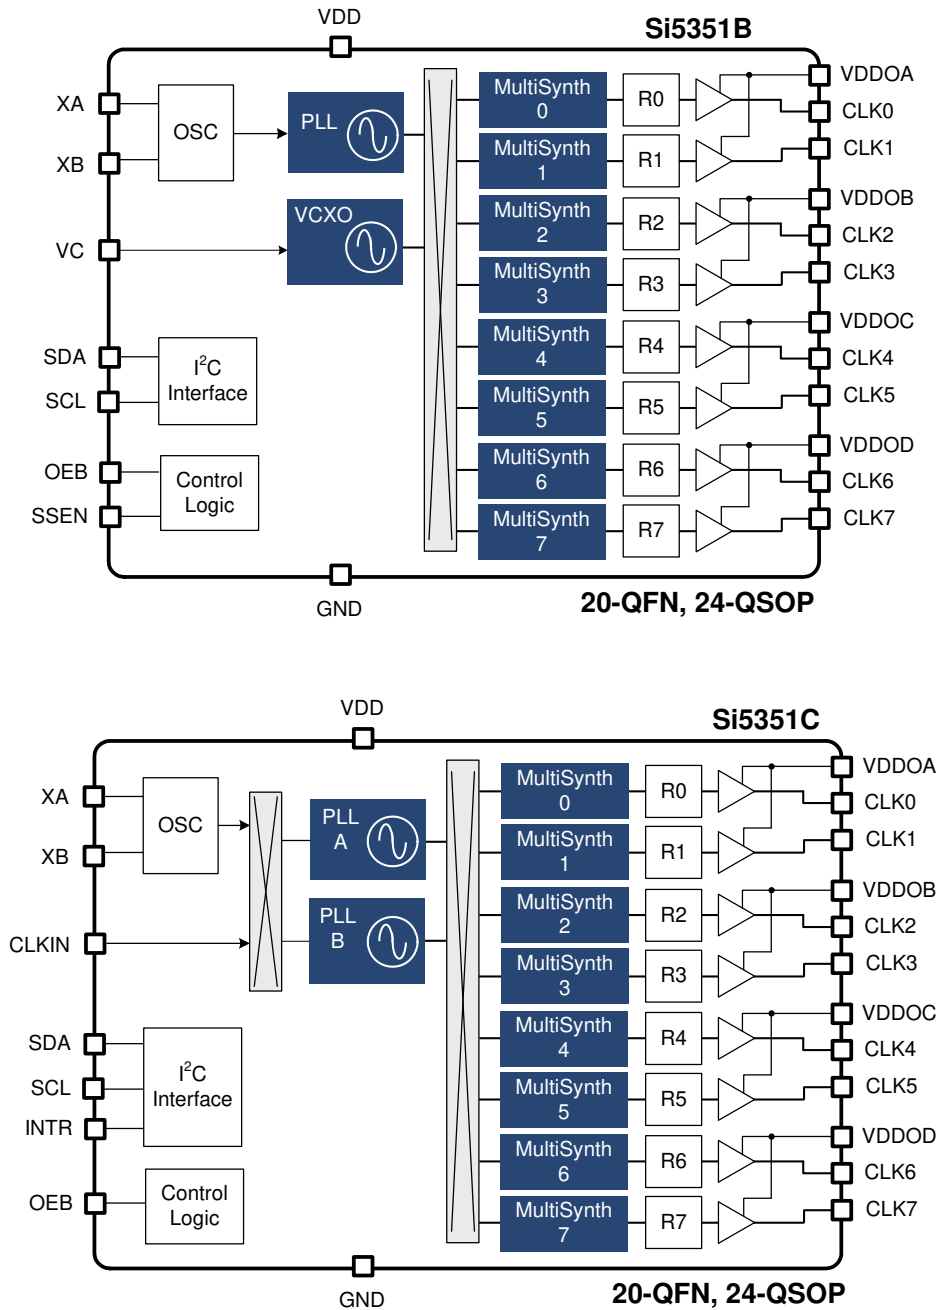 VDD
Si5351B
XA
XB
OSC
PLL
VC
VCXO
SDA
SCL
I²C
Interface
OEB
SSEN
Control
Logic
MultiSynth
0
R0
MultiSynth
1
R1
MultiSynth
2
R2
MultiSynth
3
R3
MultiSynth
4
R4
MultiSynth
5
R5
MultiSynth
6
R6
MultiSynth
7
R7
VDDOA
CLK0
CLK1
VDDOB
CLK2
CLK3
VDDOC
CLK4
CLK5
VDDOD
CLK6
CLK7
GND
20-QFN, 24-QSOP
VDD
Si5351C
XA
XB
OSC
PLL
A
PLL
B
CLKIN
SDA
SCL
INTR
I²C
Interface
OEB
Control
Logic
MultiSynth
0
R0
MultiSynth
1
R1
MultiSynth
2
R2
MultiSynth
3
R3
MultiSynth
4
R4
MultiSynth
5
R5
MultiSynth
6
R6
MultiSynth
7
R7
VDDOA
CLK0
CLK1
VDDOB
CLK2
CLK3
VDDOC
CLK4
CLK5
VDDOD
CLK6
CLK7
GND
20-QFN, 24-QSOP